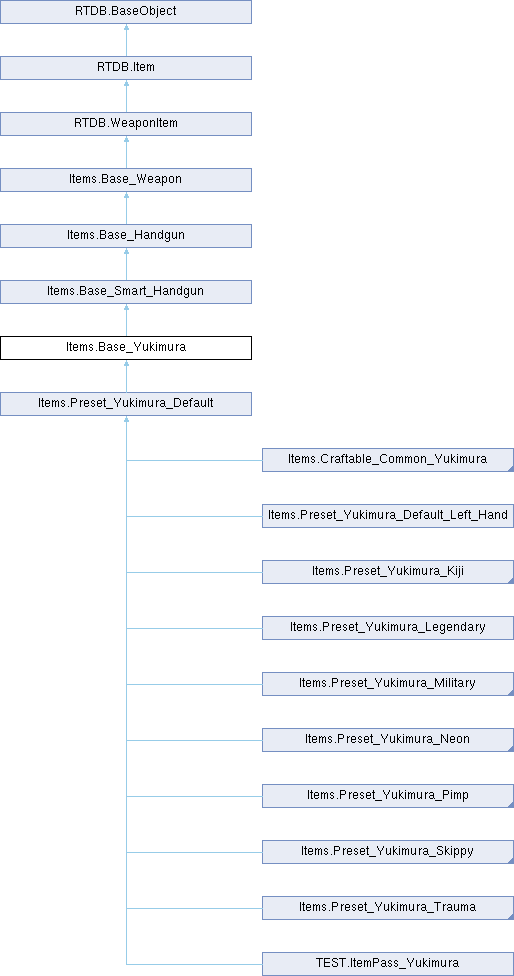 RTDB.BaseObject
RTDB.Item
RTDB.WeaponItem
Items.Base_Weapon
Items.Base_Handgun
Items.Base_Smart_Handgun
Items.Base_Yukimura
Items.Preset_Yukimura_Default
Items.Craftable_Common_Yukimura
Items.Preset_Yukimura_Default_Left_Hand
Items.Preset_Yukimura_Kiji
Items.Preset_Yukimura_Legendary
Items.Preset_Yukimura_Military
Items.Preset_Yukimura_Neon
Items.Preset_Yukimura_Pimp
Items.Preset_Yukimura_Skippy
Items.Preset_Yukimura_Trauma
TEST.ItemPass_Yukimura